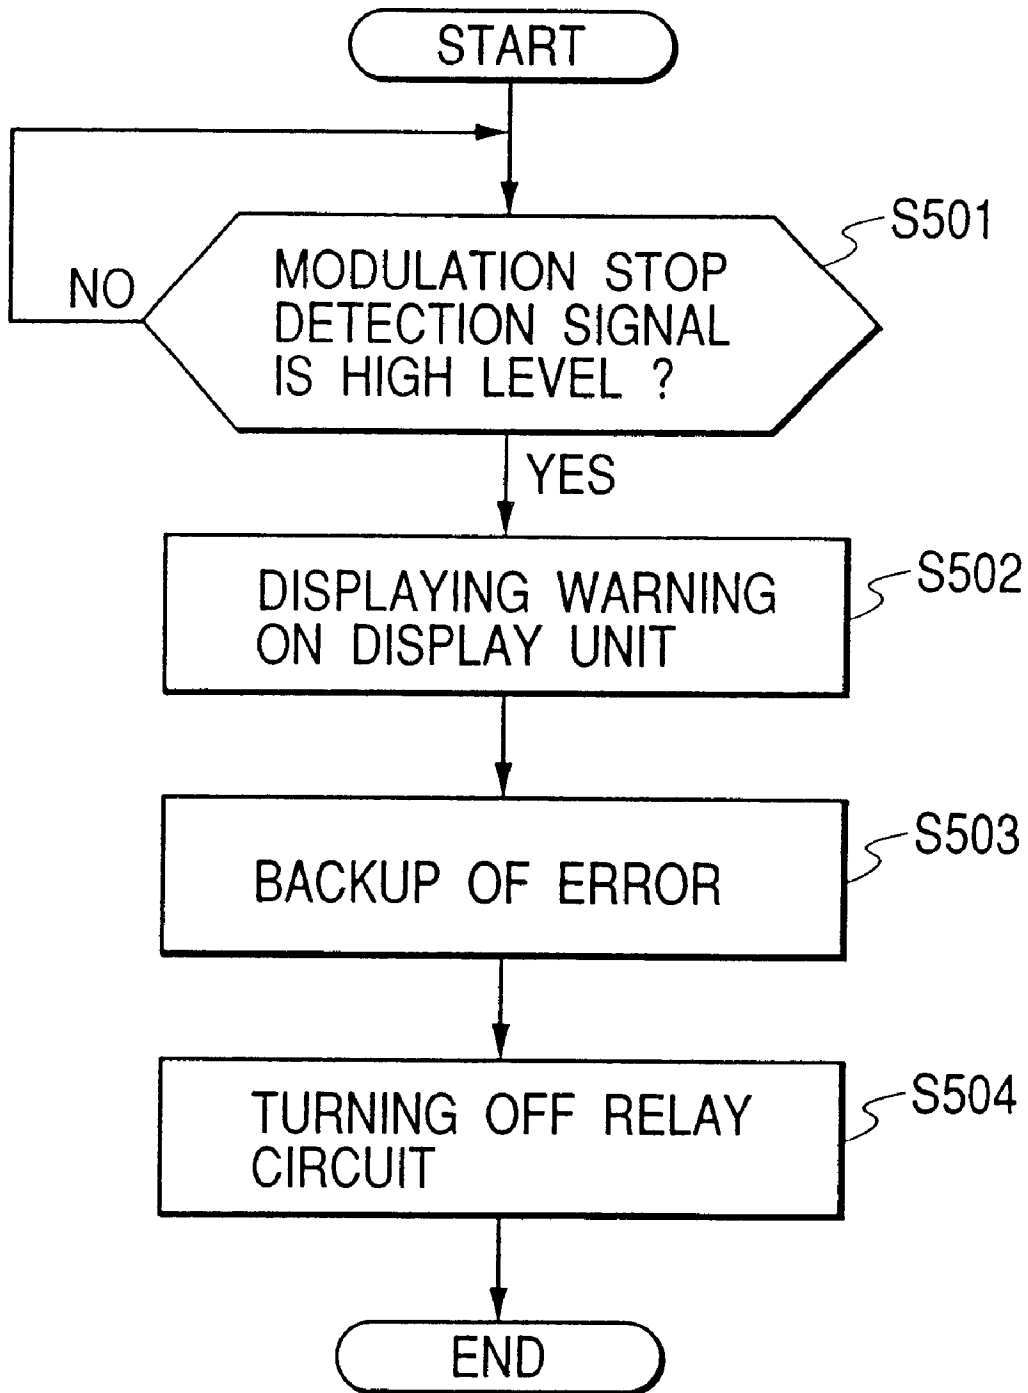 START
S501
MODULATION STOP
DETECTION SIGNAL
IS HIGH LEVEL ?
NO
YES
S502
DISPLAYING WARNING
ON DISPLAY UNIT
S503
BACKUP OF ERROR
S504
TURNING OFF RELAY
CIRCUIT
END